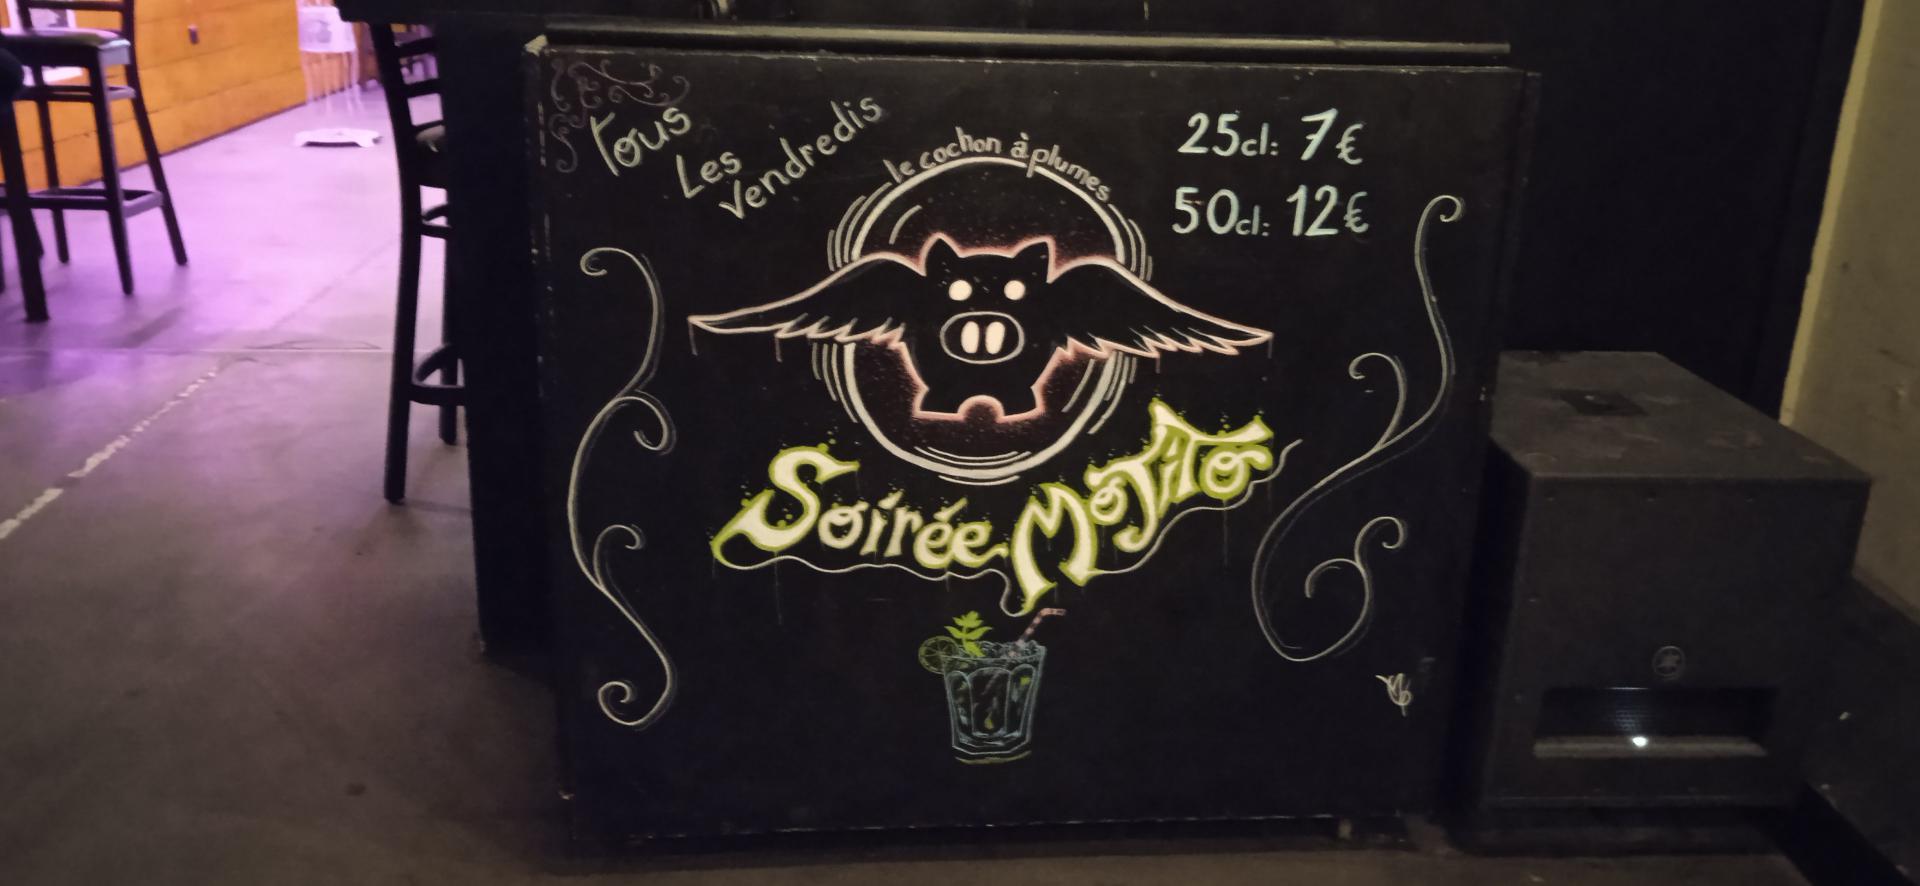 Tous
Les
Vendredis
le cochon à plumes
25cl: 7€
50cl: 12€
Soirée Mojito